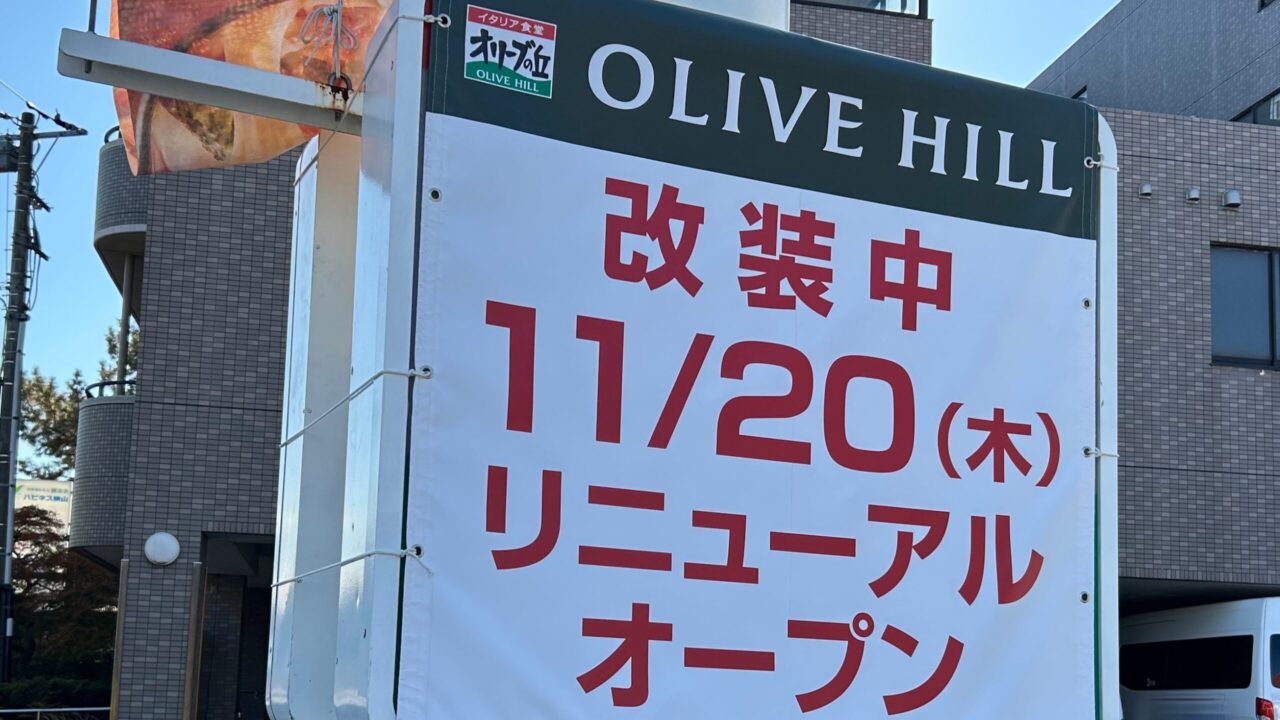 イタリア食堂
オリーブの丘
OLIVE HILL
OLIVE HILL
改装中
11/20(木)
リニューアル
オープン